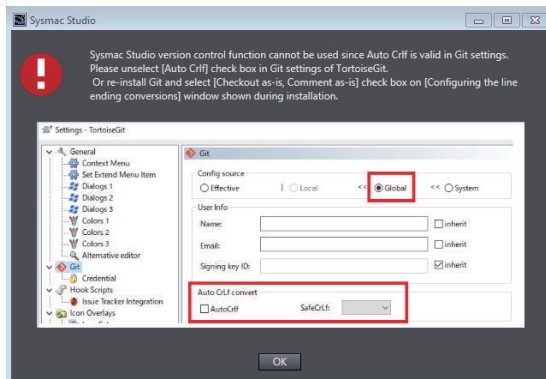 Sysmac Studio
Sysmac Studio version control function cannot be used since Auto Crlf is valid in Git settings.
Please unselect [Auto Crlf] check box in Git settings of TortoiseGit.
Or re-install Git and select [Checkout as-is, Comment as-is] check box on [Configuring the line
ending conversions] window shown during installation.
Settings - TortoiseGit
General
Context Menu
Set Extend Menu Item
Dialogs 1
Dialogs 2
Dialogs 3
Colors 1
Colors 2
Colors 3
Alternative editor
Git
Credential
Hook Scripts
Issue Tracker Integration
Icon Overlays
Git
Config source
Effective | Local << Global << System
User Info
Name: inherit
Email: inherit
Signing key ID: inherit
Auto CrLf convert
AutoCrlf SafeCrLf:
OK